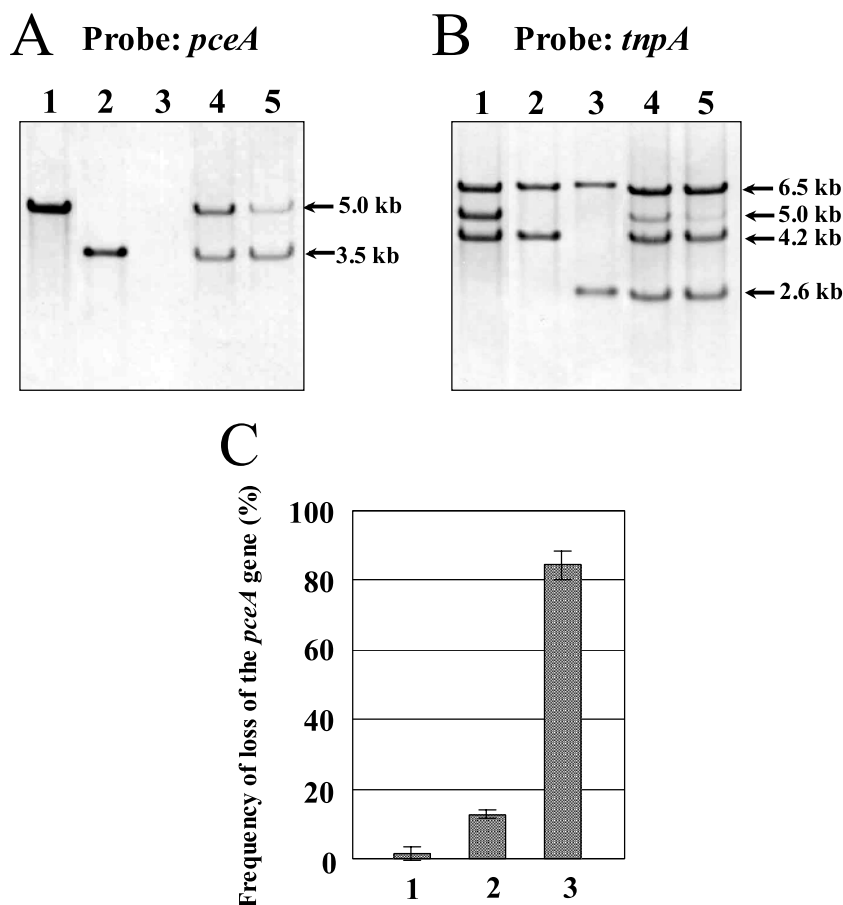 A Probe: pceA
1 2 3 4 5
5.0 kb
3.5 kb
B Probe: tnpA
1 2 3 4 5
6.5 kb
5.0 kb
4.2 kb
2.6 kb
C
Frequency of loss of the pceA gene (%)
100
80
60
40
20
0
1 2 3